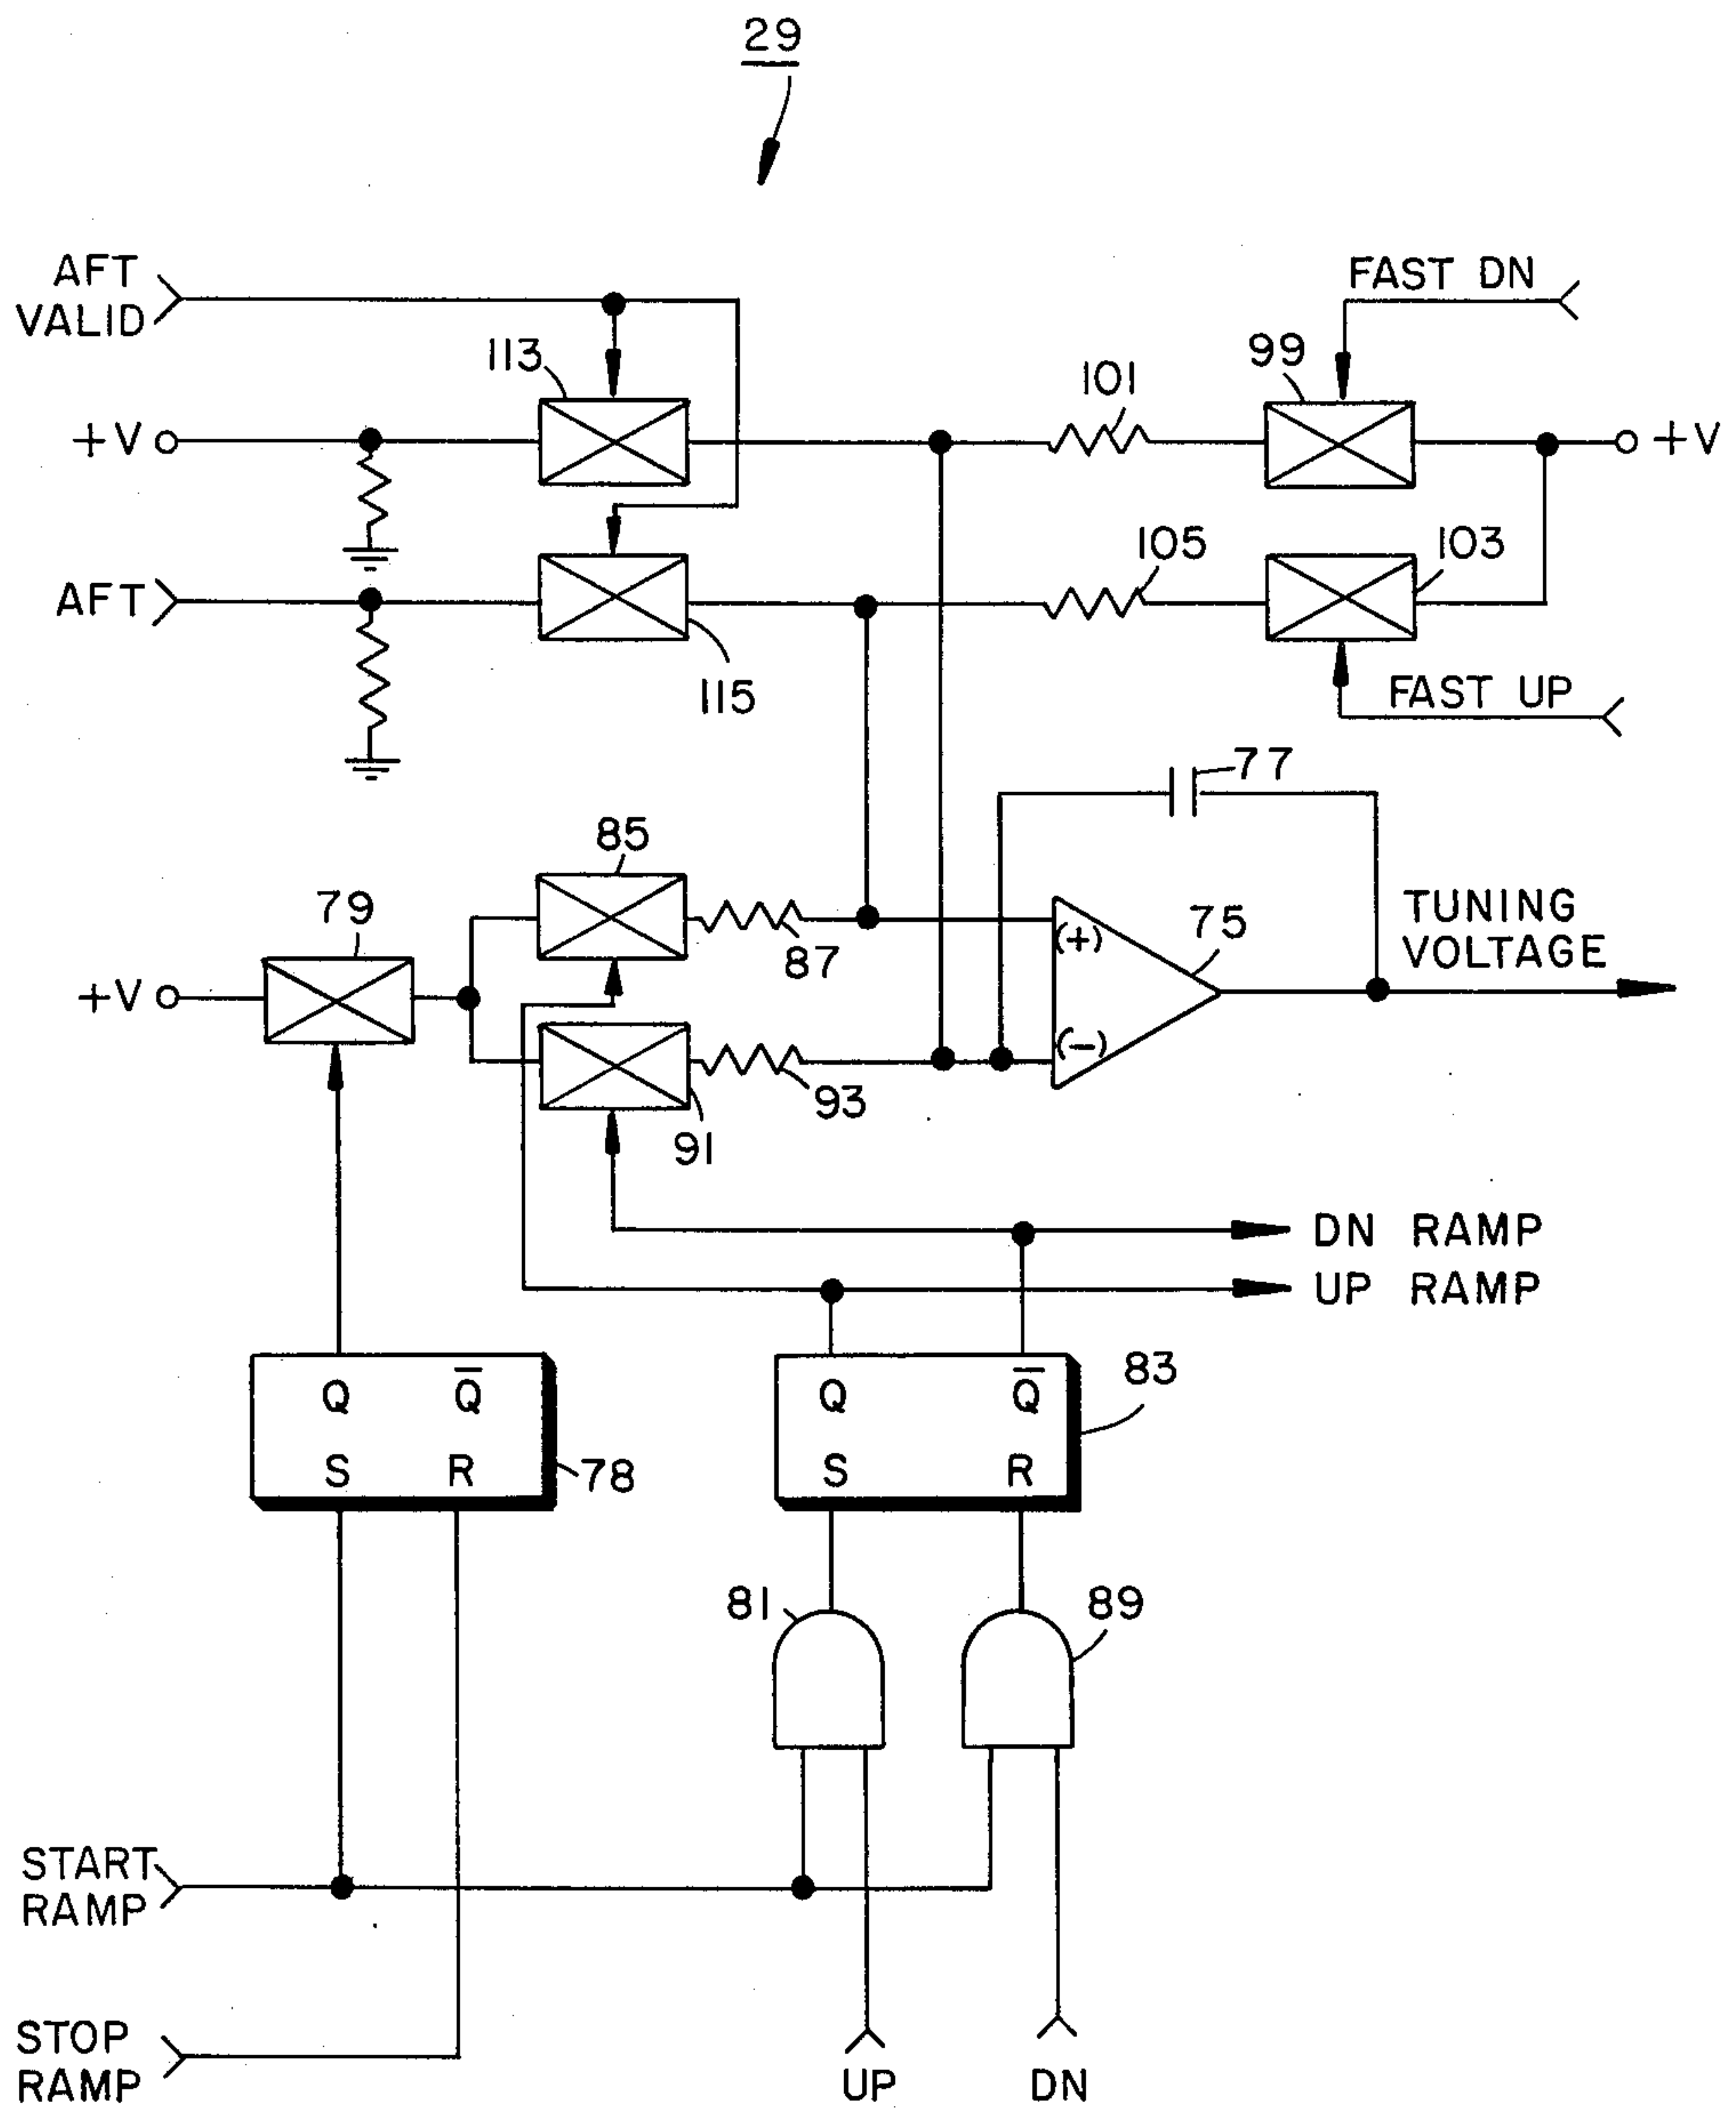 29
AFT
VALID
FAST DN
113
101
99
+V
+V
AFT
105
103
115
FAST UP
77
85
79
87
75
TUNING
VOLTAGE
(+)
+V
(-)
93
91
DN RAMP
UP RAMP
Q Q̅
S R
78
Q Q̅
S R
83
81
89
START
RAMP
STOP
RAMP
UP
DN